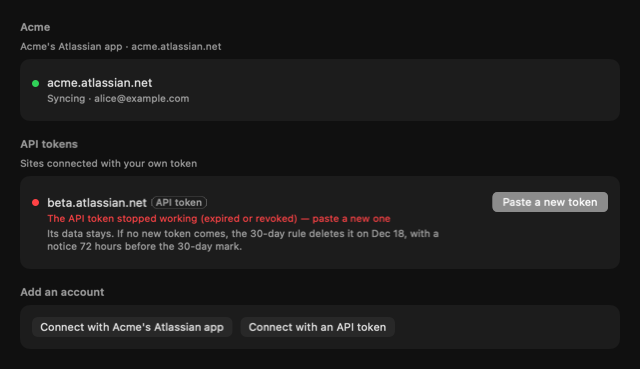 Acme
Acme's Atlassian app · acme.atlassian.net
acme.atlassian.net
Syncing · alice@example.com
API tokens
Sites connected with your own token
beta.atlassian.net API token
Paste a new token
The API token stopped working (expired or revoked) — paste a new one
Its data stays. If no new token comes, the 30-day rule deletes it on Dec 18, with a
notice 72 hours before the 30-day mark.
Add an account
Connect with Acme's Atlassian app
Connect with an API token